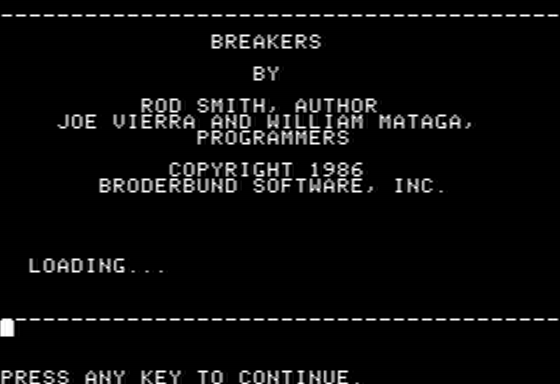 BREAKERS
BY
ROD SMITH, AUTHOR
JOE VIERRA AND WILLIAM MATAGA,
PROGRAMMERS
COPYRIGHT 1986
BRODERBUND SOFTWARE, INC.
LOADING...
PRESS ANY KEY TO CONTINUE.